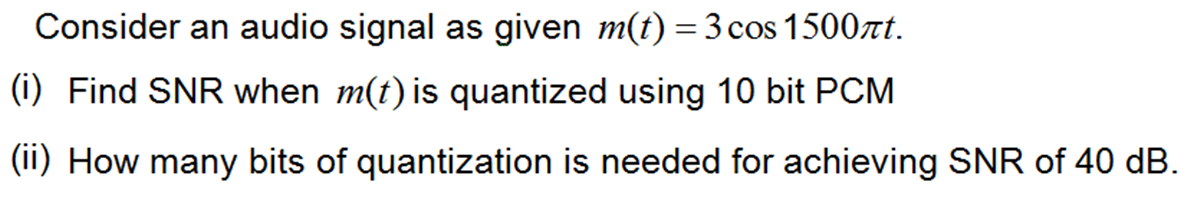 Consider an audio signal as given m(t) = 3 cos 1500πt.
(i) Find SNR when m(t) is quantized using 10 bit PCM
(ii) How many bits of quantization is needed for achieving SNR of 40 dB.